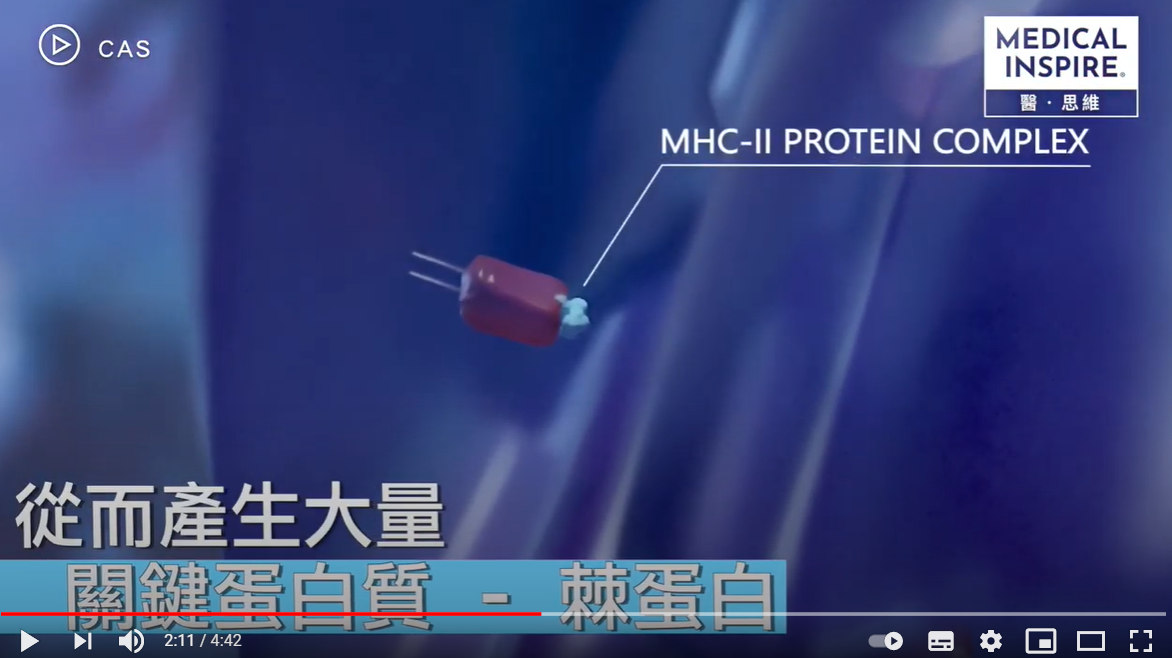 CAS
MEDICAL
INSPIRE®
醫．思維
MHC-II PROTEIN COMPLEX
從而產生大量
關鍵蛋白質 - 棘蛋白
2:11 / 4:42